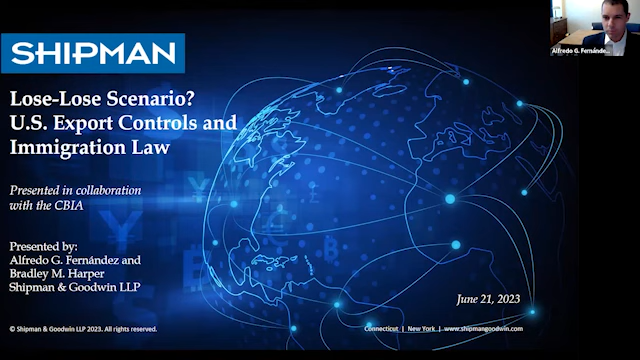 SHIPMAN
Lose-Lose Scenario?
U.S. Export Controls and
Immigration Law
Presented in collaboration
with the CBIA
Presented by:
Alfredo G. Fernández and
Bradley M. Harper
Shipman & Goodwin LLP
June 21, 2023
© Shipman & Goodwin LLP 2023. All rights reserved.
Connecticut | New York | www.shipmangoodwin.com
Alfredo G. Fernánde...